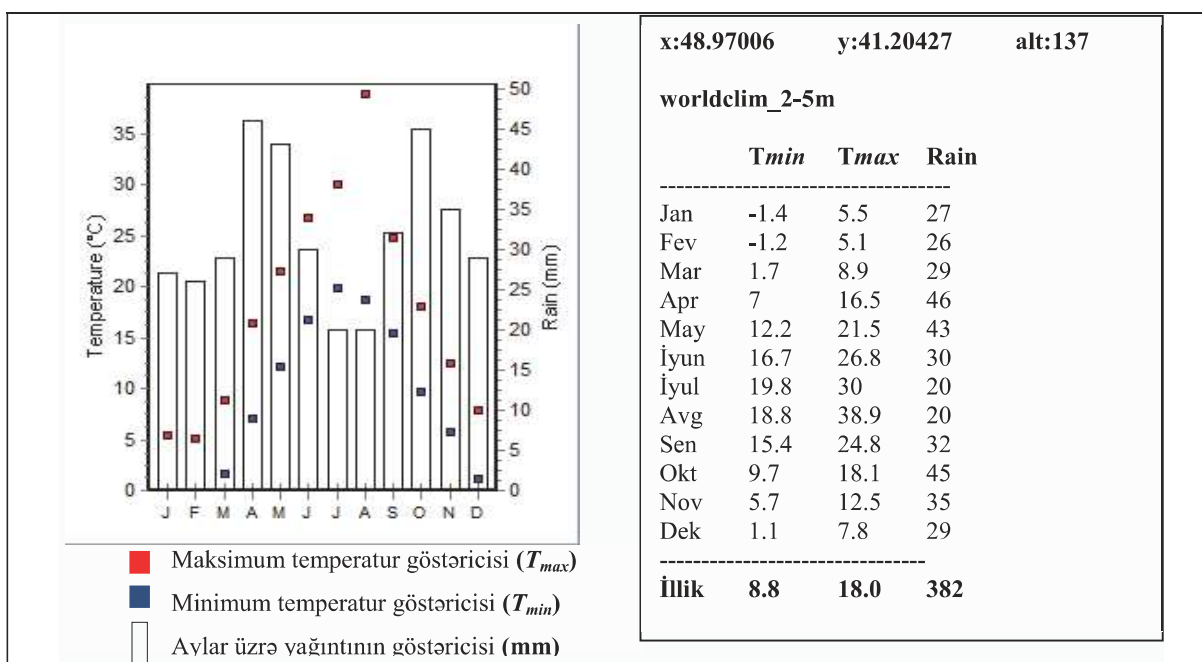 50
45
40
35
30
25
20
15
10
5
0
35
30
25
20
15
10
5
0
Temperature (°C)
Rain (mm)
J F M A M J J A S O N D
Maksimum temperatur göstəricisi (Tmax)
Minimum temperatur göstəricisi (Tmin)
Aylar üzrə yağıntının göstəricisi (mm)
x:48.97006 y:41.20427 alt:137
worldclim_2-5m
Tmin Tmax Rain
-----------------------------------
Jan -1.4 5.5 27
Fev -1.2 5.1 26
Mar 1.7 8.9 29
Apr 7 16.5 46
May 12.2 21.5 43
İyun 16.7 26.8 30
İyul 19.8 30 20
Avg 18.8 38.9 20
Sen 15.4 24.8 32
Okt 9.7 18.1 45
Nov 5.7 12.5 35
Dek 1.1 7.8 29
--------------------------------
İllik 8.8 18.0 382